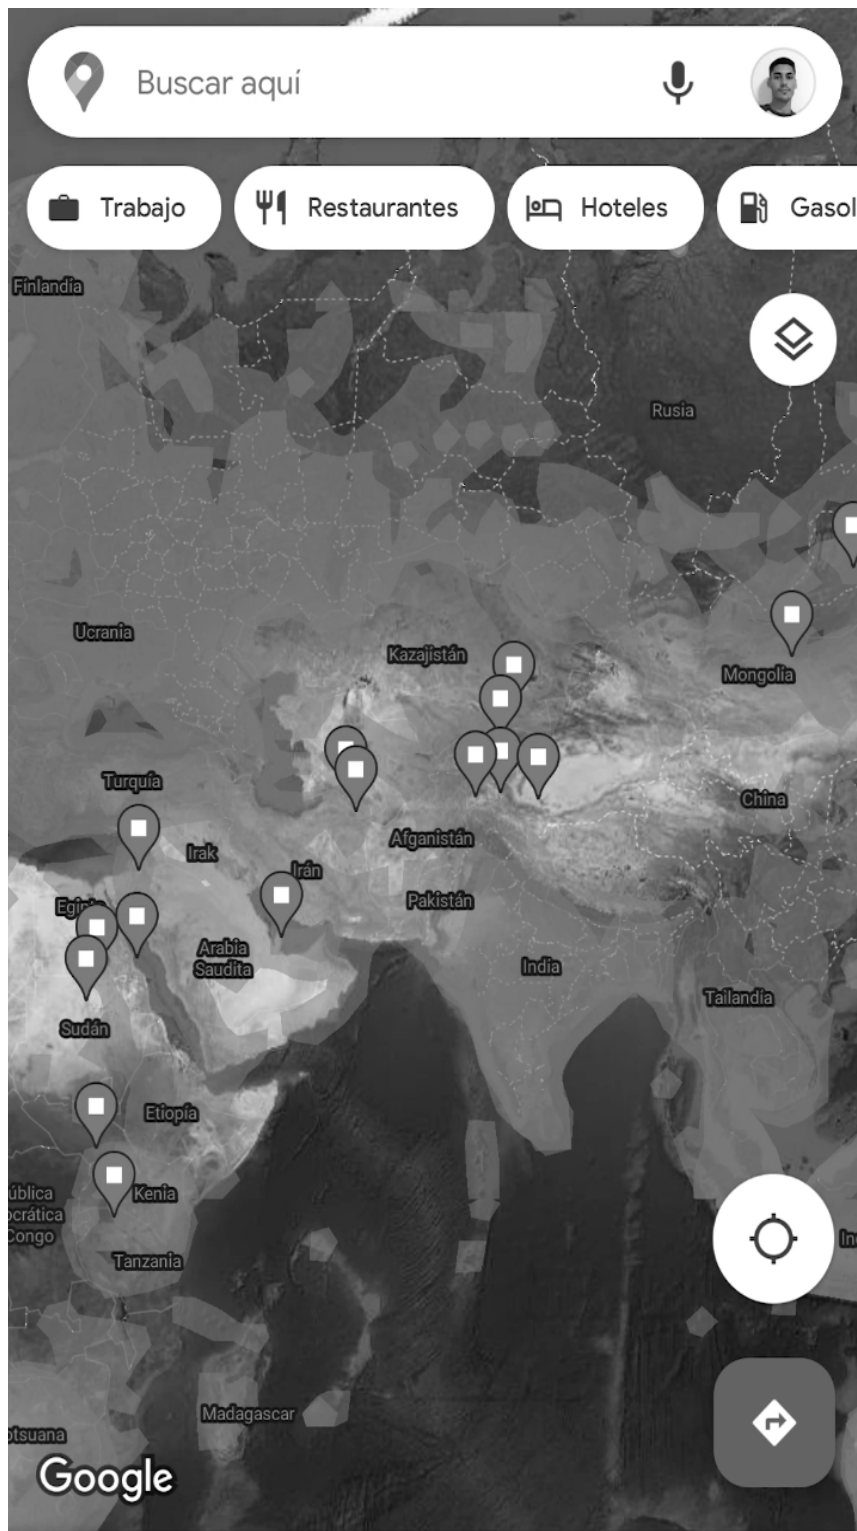 Buscar aquí
Trabajo
Restaurantes
Hoteles
Gasol
Finlandia
Rusia
Ucrania
Kazajistán
Mongolia
Turquía
China
Irak
Afganistán
Irán
Pakistán
Arabia
Saudita
India
Tailandia
Sudán
Etiopía
ública
Kenia
ocrática
Congo
Tanzania
Madagascar
otsuana
Google